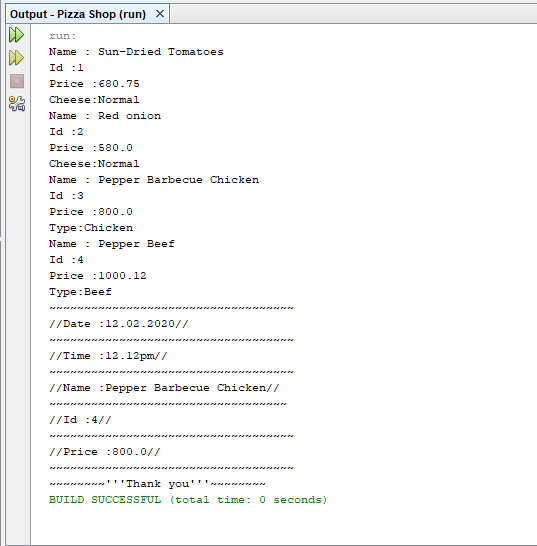 Output - Pizza Shop (run)
run:
Name : Sun-Dried Tomatoes
Id :1
Price :680.75
Cheese:Normal
Name : Red onion
Id :2
Price :580.0
Cheese:Normal
Name : Pepper Barbecue Chicken
Id :3
Price :800.0
Type:Chicken
Name : Pepper Beef
Id :4
Price :1000.12
Type:Beef
~~~~~~~~~~~~~~~~~~~~~~~~~~~~~~~~~~~
//Date :12.02.2020//
~~~~~~~~~~~~~~~~~~~~~~~~~~~~~~~~~~~
//Time :12.12pm//
~~~~~~~~~~~~~~~~~~~~~~~~~~~~~~~~~~~
//Name :Pepper Barbecue Chicken//
~~~~~~~~~~~~~~~~~~~~~~~~~~~~~~~~~~
//Id :4//
~~~~~~~~~~~~~~~~~~~~~~~~~~~~~~~~~~~
//Price :800.0//
~~~~~~~~~~~~~~~~~~~~~~~~~~~~~~~~~~~
~~~~~~~~'''Thank you'''~~~~~~~~
BUILD SUCCESSFUL (total time: 0 seconds)